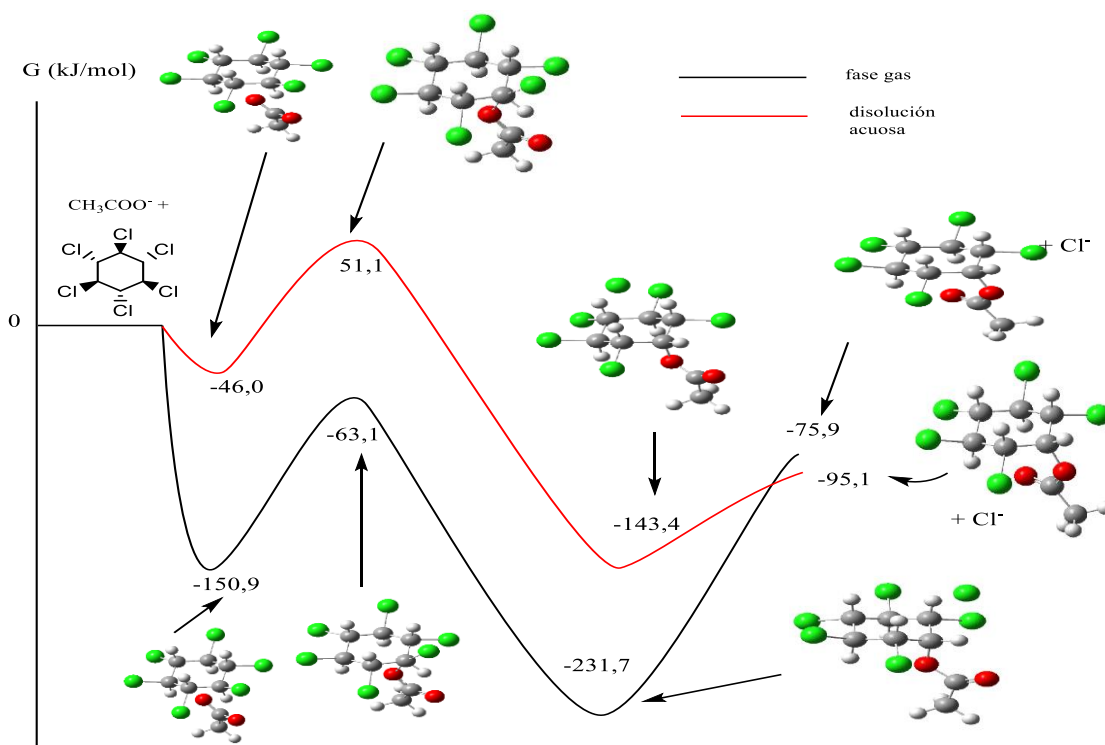 G (kJ/mol)
fase gas
disolución
acuosa
CH₃COO⁻ +
Cl
Cl
Cl
Cl
Cl
Cl
0
51,1
-46,0
-63,1
-150,9
-143,4
-231,7
+ Cl⁻
-75,9
-95,1
+ Cl⁻